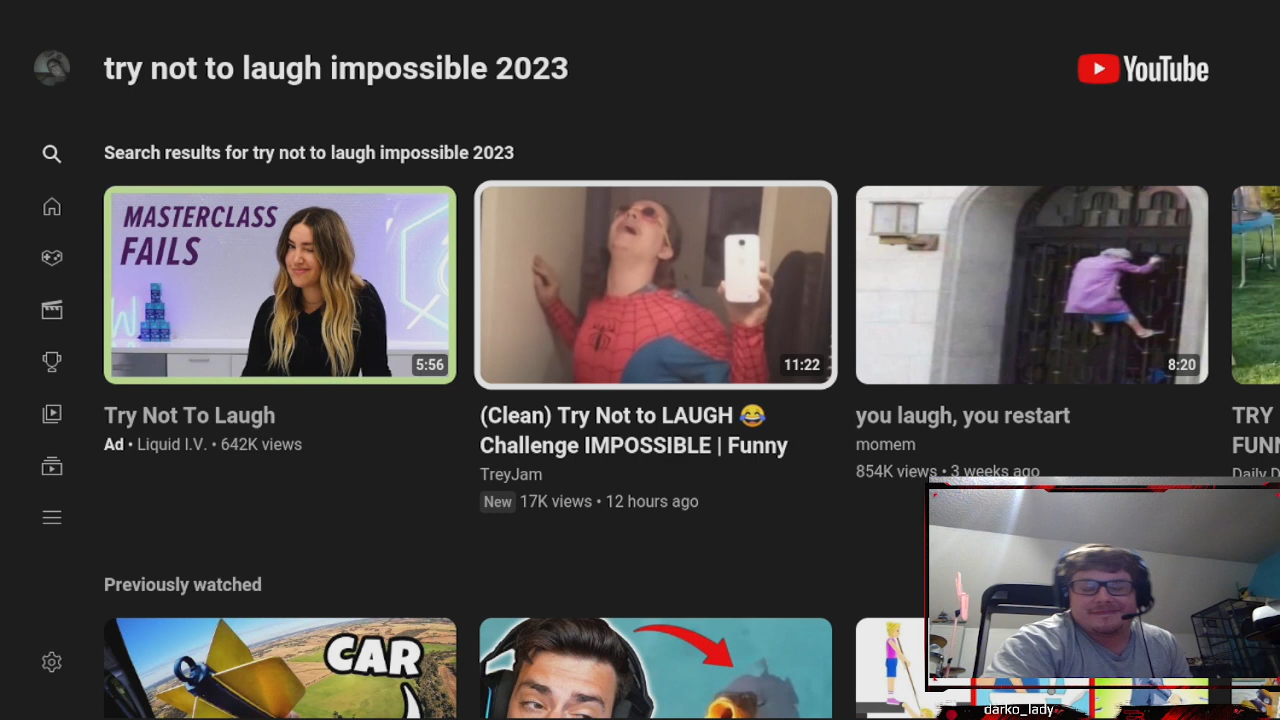 try not to laugh impossible 2023
YouTube
Search results for try not to laugh impossible 2023
MASTERCLASS
FAILS
5:56
11:22
8:20
Try Not To Laugh
Ad • Liquid I.V. • 642K views
(Clean) Try Not to LAUGH 😂
Challenge IMPOSSIBLE | Funny
TreyJam
New 17K views • 12 hours ago
you laugh, you restart
momem
854K views • 3 weeks ago
TRY
FUNN
Daily D
Previously watched
CAR
darko_lady